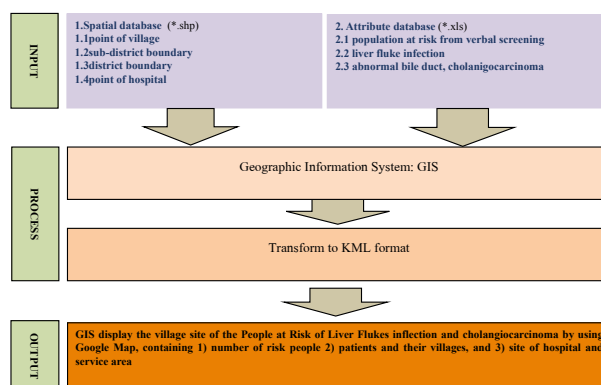 INPUT
1.Spatial database (*.shp)
1.1point of village
1.2sub-district boundary
1.3district boundary
1.4point of hospital
2. Attribute database (*.xls)
2.1 population at risk from verbal screening
2.2 liver fluke infection
2.3 abnormal bile duct, cholanigocarcinoma
PROCESS
Geographic Information System: GIS
Transform to KML format
OUTPUT
GIS display the village site of the People at Risk of Liver Flukes inflection and cholangiocarcinoma by using
Google Map, containing 1) number of risk people 2) patients and their villages, and 3) site of hospital and
service area